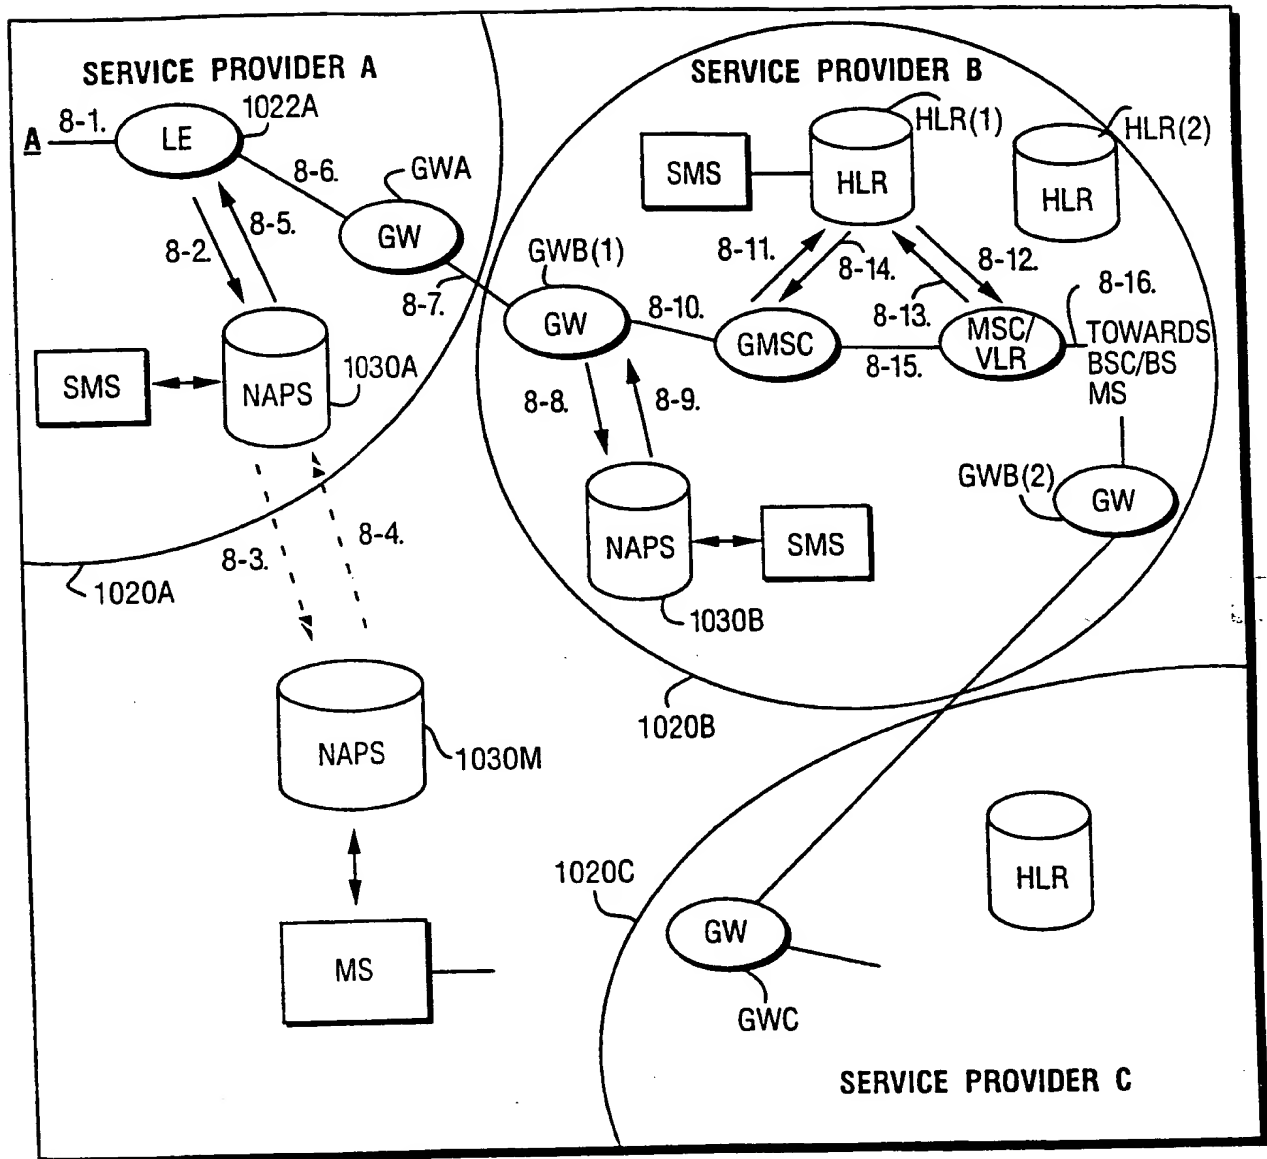 SERVICE PROVIDER A
A
8-1.
LE
1022A
8-6.
GWA
GW
8-2.
8-5.
8-7.
SMS
NAPS
1030A
8-3.
8-4.
1020A
NAPS
1030M
MS
SERVICE PROVIDER B
SMS
HLR
HLR(1)
HLR
HLR(2)
GWB(1)
GW
8-10.
8-11.
8-14.
8-12.
8-13.
GMSC
8-15.
MSC/
VLR
8-16.
TOWARDS
BSC/BS
MS
8-8.
8-9.
NAPS
SMS
1030B
GWB(2)
GW
1020B
1020C
GW
GWC
HLR
SERVICE PROVIDER C